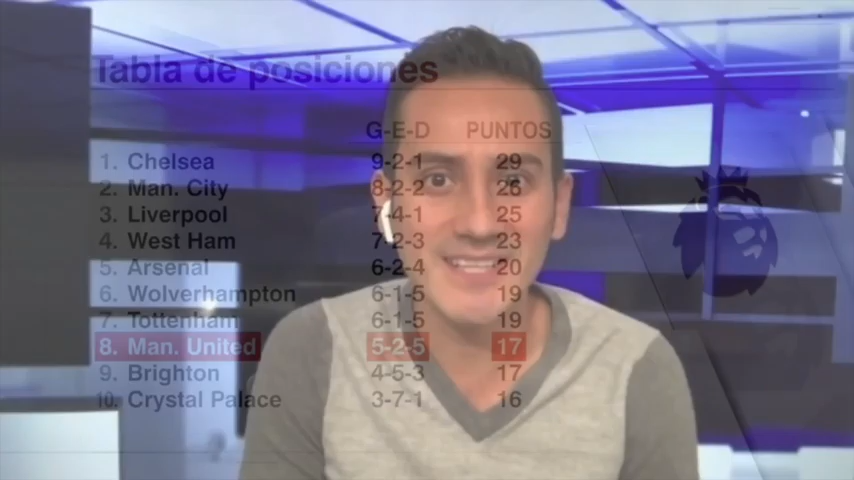 Tabla de posiciones
G-E-D PUNTOS
1. Chelsea 9-2-1 29
2. Man. City 8-2-2 26
3. Liverpool 7-4-1 25
4. West Ham 7-2-3 23
5. Arsenal 6-2-4 20
6. Wolverhampton 6-1-5 19
7. Tottenham 6-1-5 19
8. Man. United 5-2-5 17
9. Brighton 4-5-3 17
10. Crystal Palace 3-7-1 16